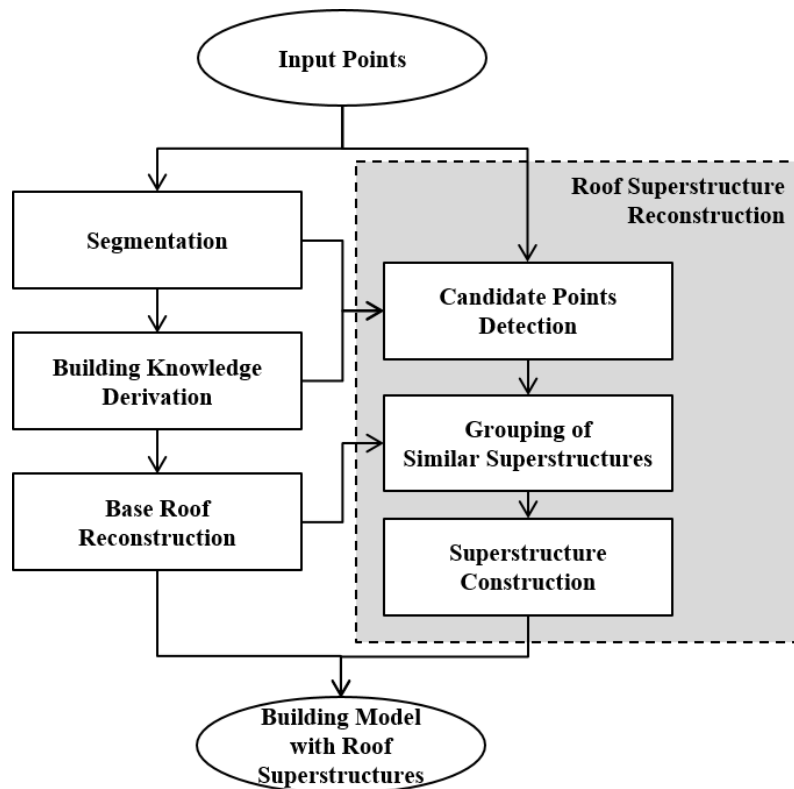 Input Points
Roof Superstructure
Reconstruction
Segmentation
Candidate Points
Detection
Building Knowledge
Derivation
Grouping of
Similar Superstructures
Base Roof
Reconstruction
Superstructure
Construction
Building Model
with Roof
Superstructures